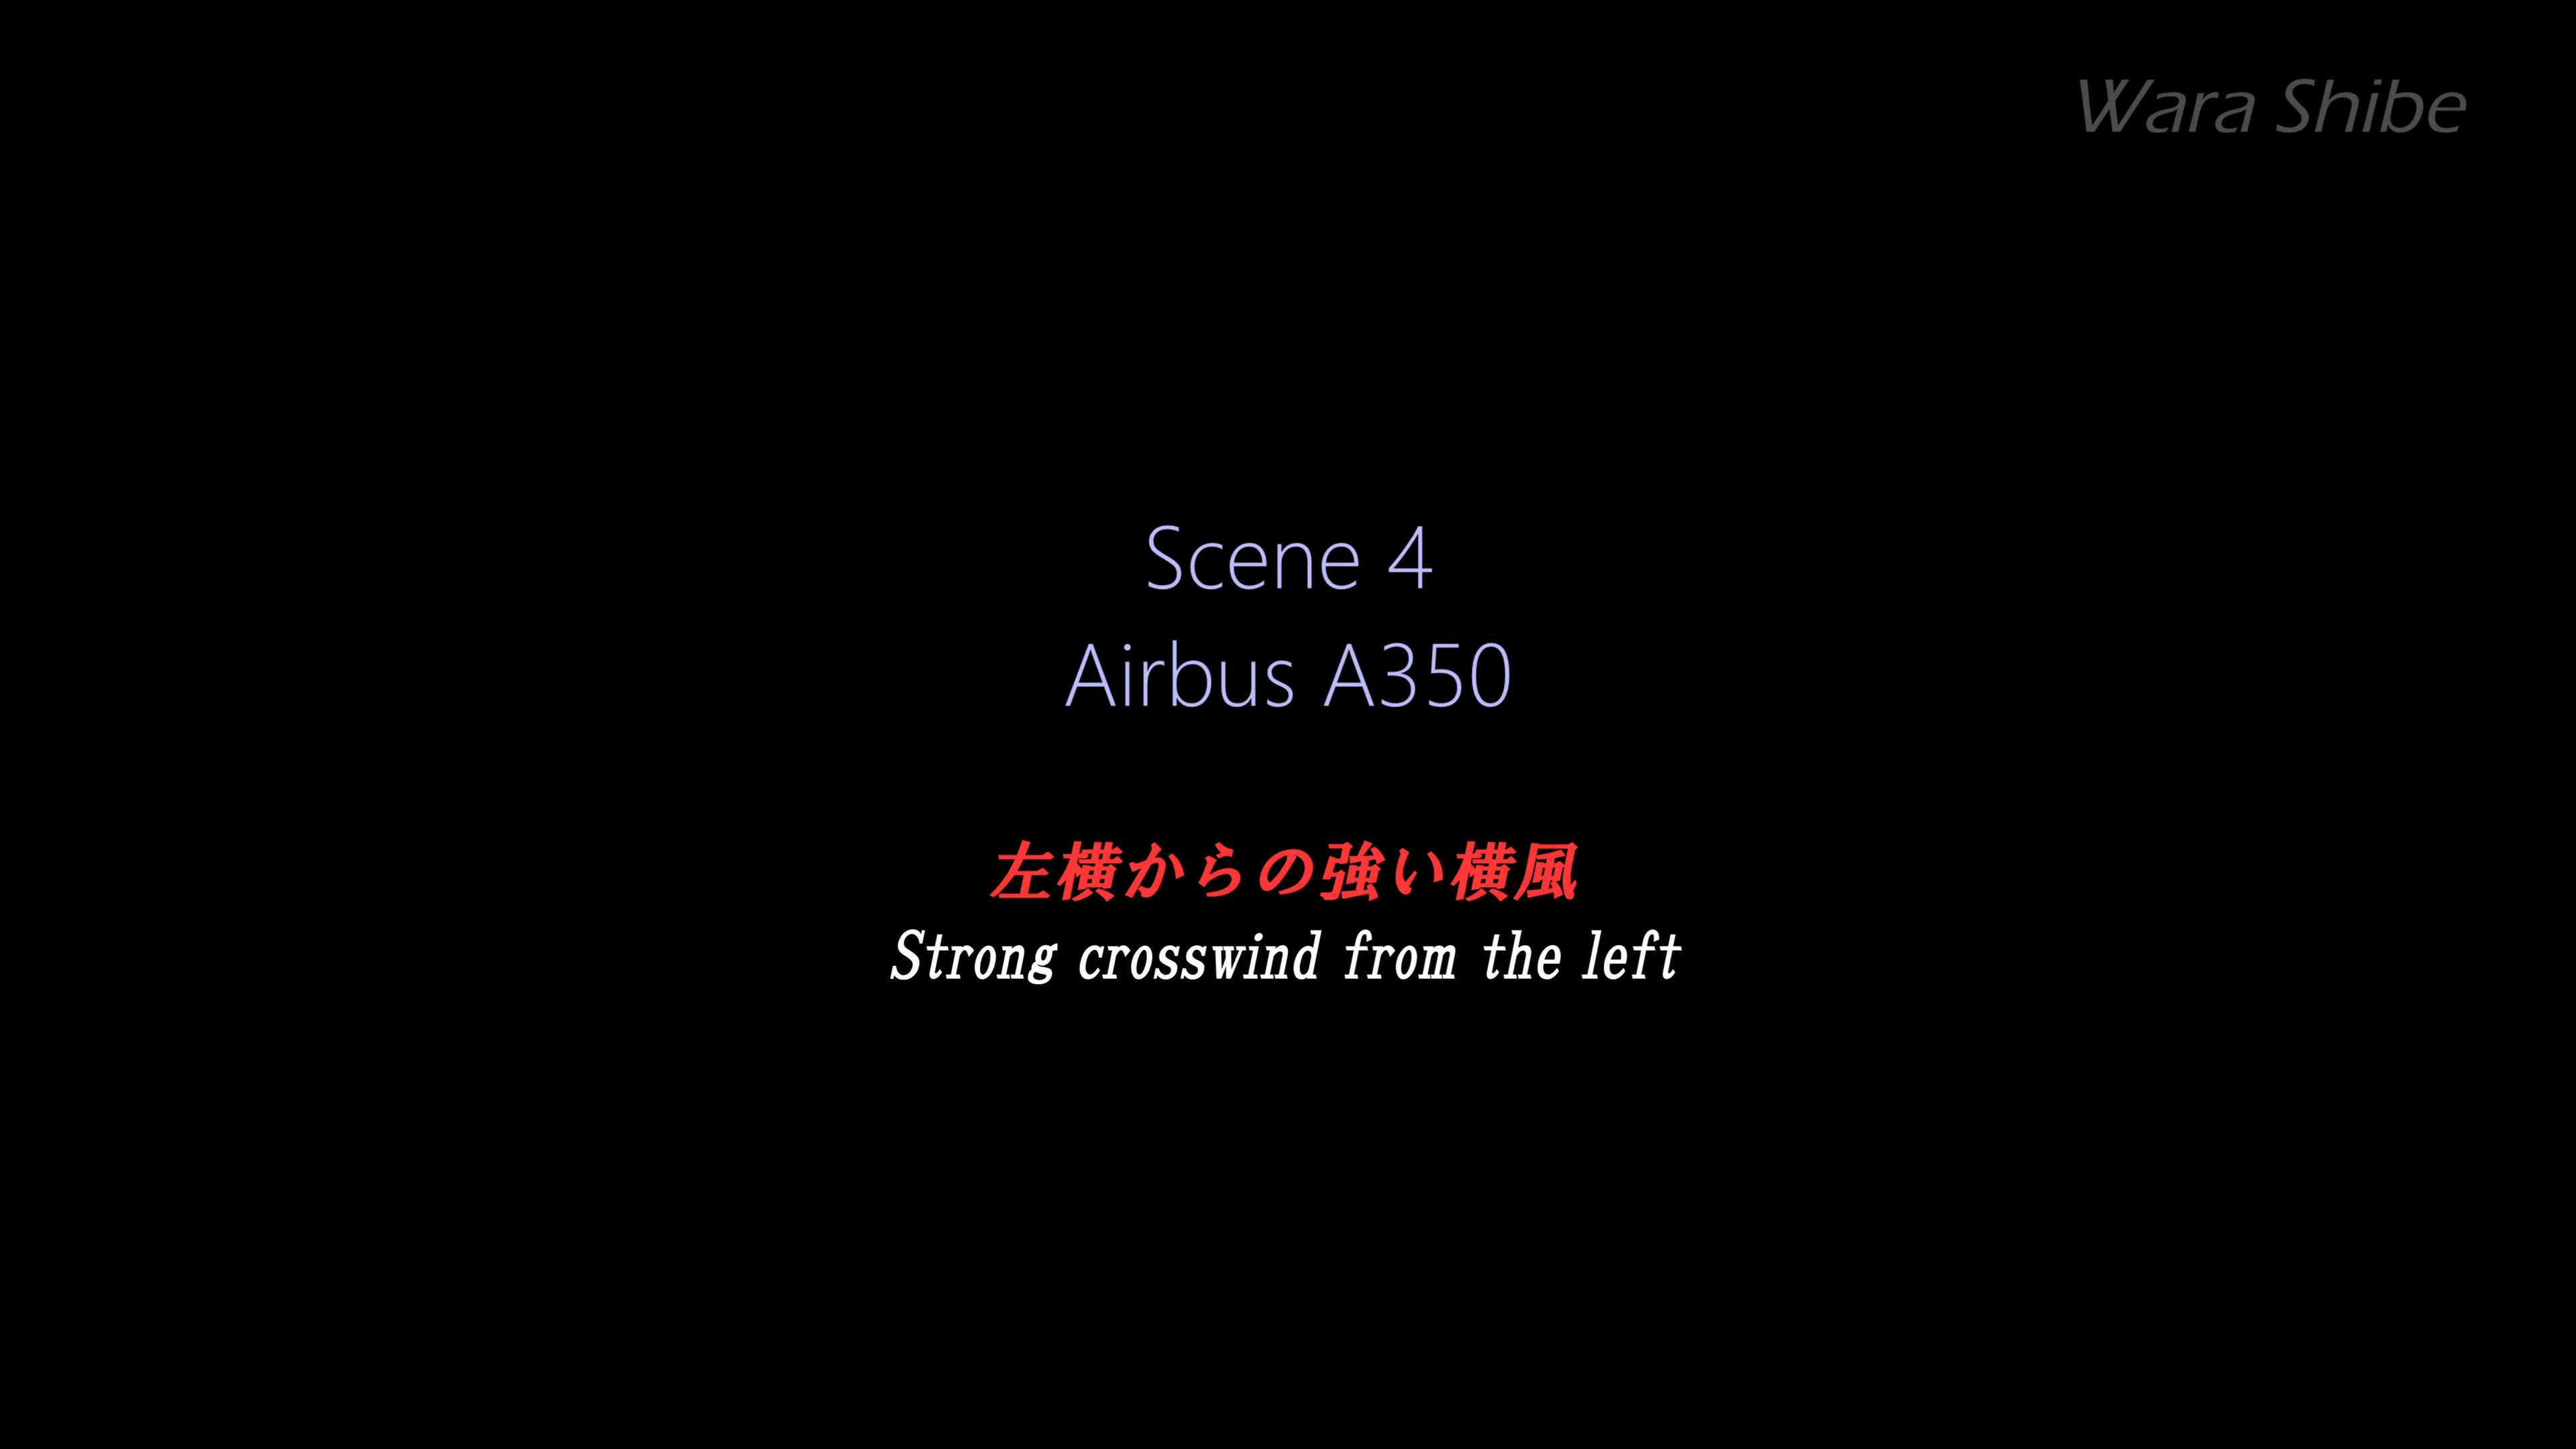 Wara Shibe
Scene 4
Airbus A350
左横からの強い横風
Strong crosswind from the left